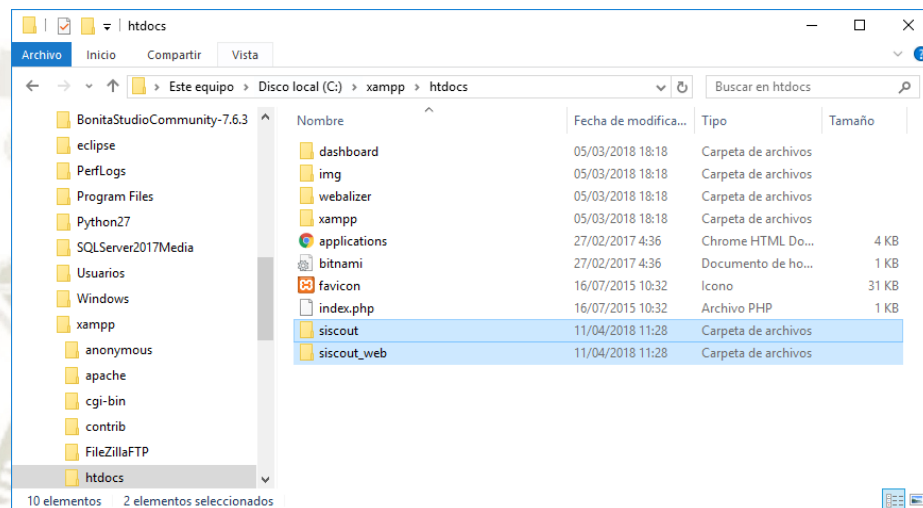 htdocs
Archivo Inicio Compartir Vista
Este equipo > Disco local (C:) > xampp > htdocs Buscar en htdocs
Nombre Fecha de modifica... Tipo Tamaño
BonitaStudioCommunity-7.6.3
eclipse
PerfLogs
Program Files
Python27
SQLServer2017Media
Usuarios
Windows
xampp
anonymous
apache
cgi-bin
contrib
FileZillaFTP
htdocs
dashboard 05/03/2018 18:18 Carpeta de archivos
img 05/03/2018 18:18 Carpeta de archivos
webalizer 05/03/2018 18:18 Carpeta de archivos
xampp 05/03/2018 18:18 Carpeta de archivos
applications 27/02/2017 4:36 Chrome HTML Do... 4 KB
bitnami 27/02/2017 4:36 Documento de ho... 1 KB
favicon 16/07/2015 10:32 Icono 31 KB
index.php 16/07/2015 10:32 Archivo PHP 1 KB
siscout 11/04/2018 11:28 Carpeta de archivos
siscout_web 11/04/2018 11:28 Carpeta de archivos
10 elementos 2 elementos seleccionados